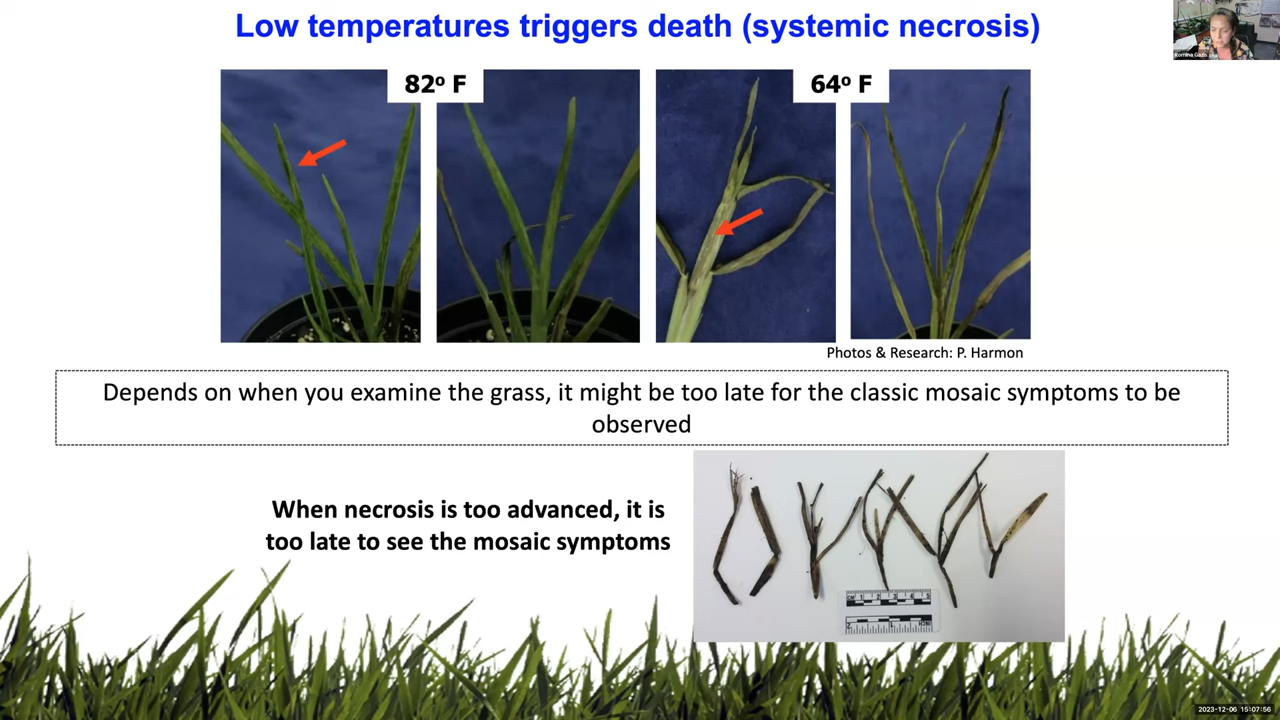 Low temperatures triggers death (systemic necrosis)
Romina Gazis
82º F
64º F
Photos & Research: P. Harmon
Depends on when you examine the grass, it might be too late for the classic mosaic symptoms to be
observed
When necrosis is too advanced, it is
too late to see the mosaic symptoms
2023-12-06 15:07:56